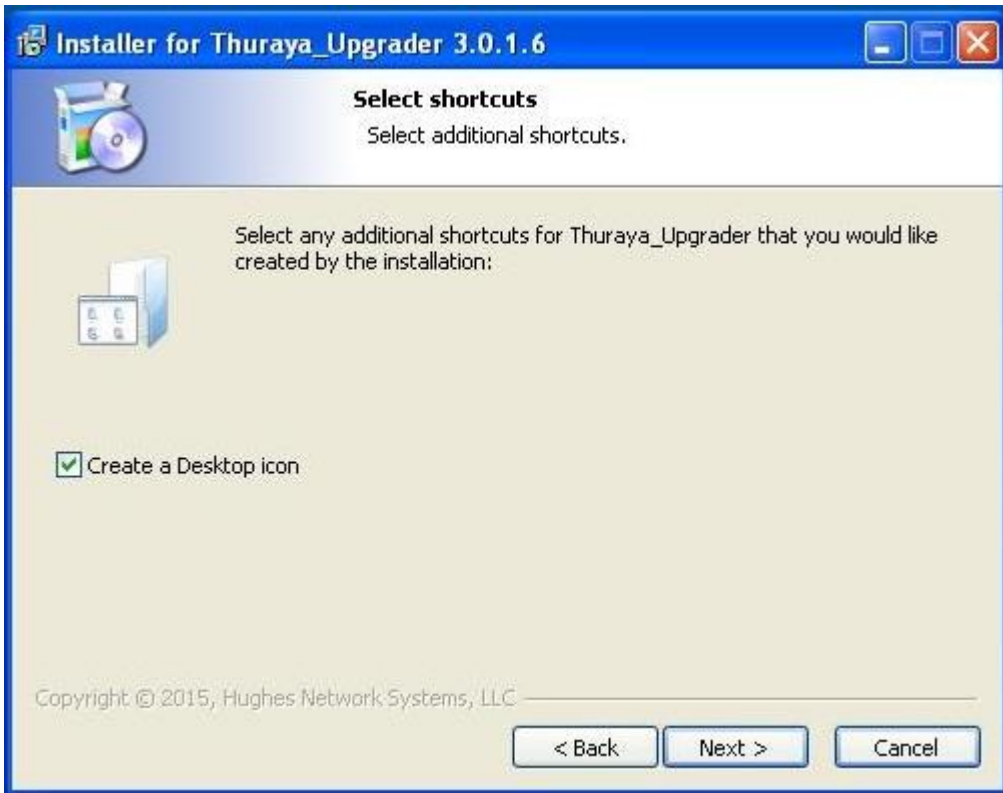 Installer for Thuraya_Upgrader 3.0.1.6
Select shortcuts
Select additional shortcuts.
Select any additional shortcuts for Thuraya_Upgrader that you would like
created by the installation:
Create a Desktop icon
Copyright © 2015, Hughes Network Systems, LLC
< Back
Next >
Cancel